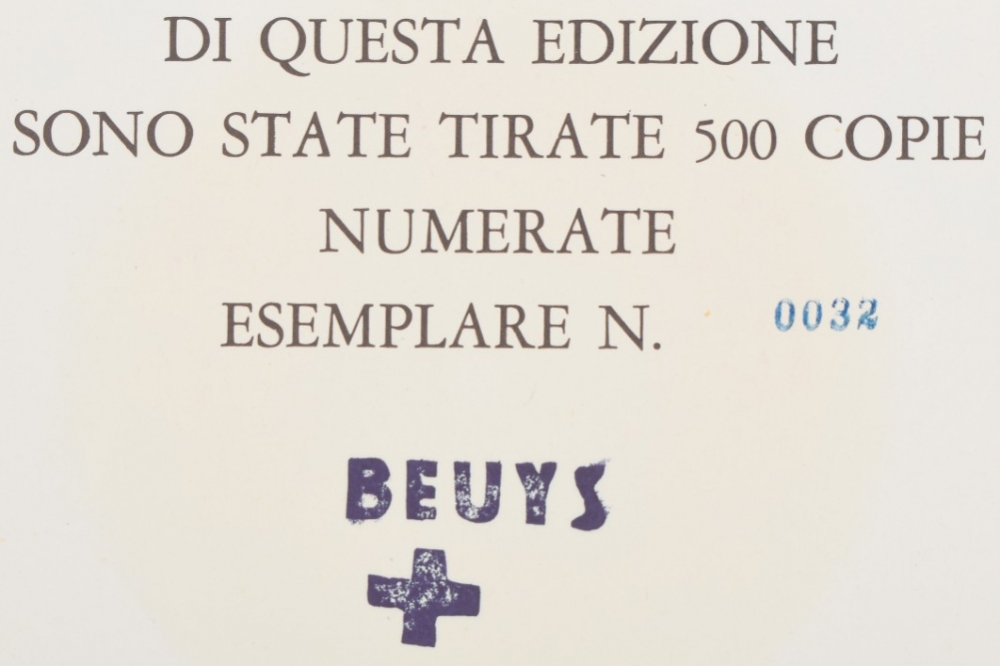 DI QUESTA EDIZIONE
SONO STATE TIRATE 500 COPIE
NUMERATE
ESEMPLARE N. 0032
BEUYS